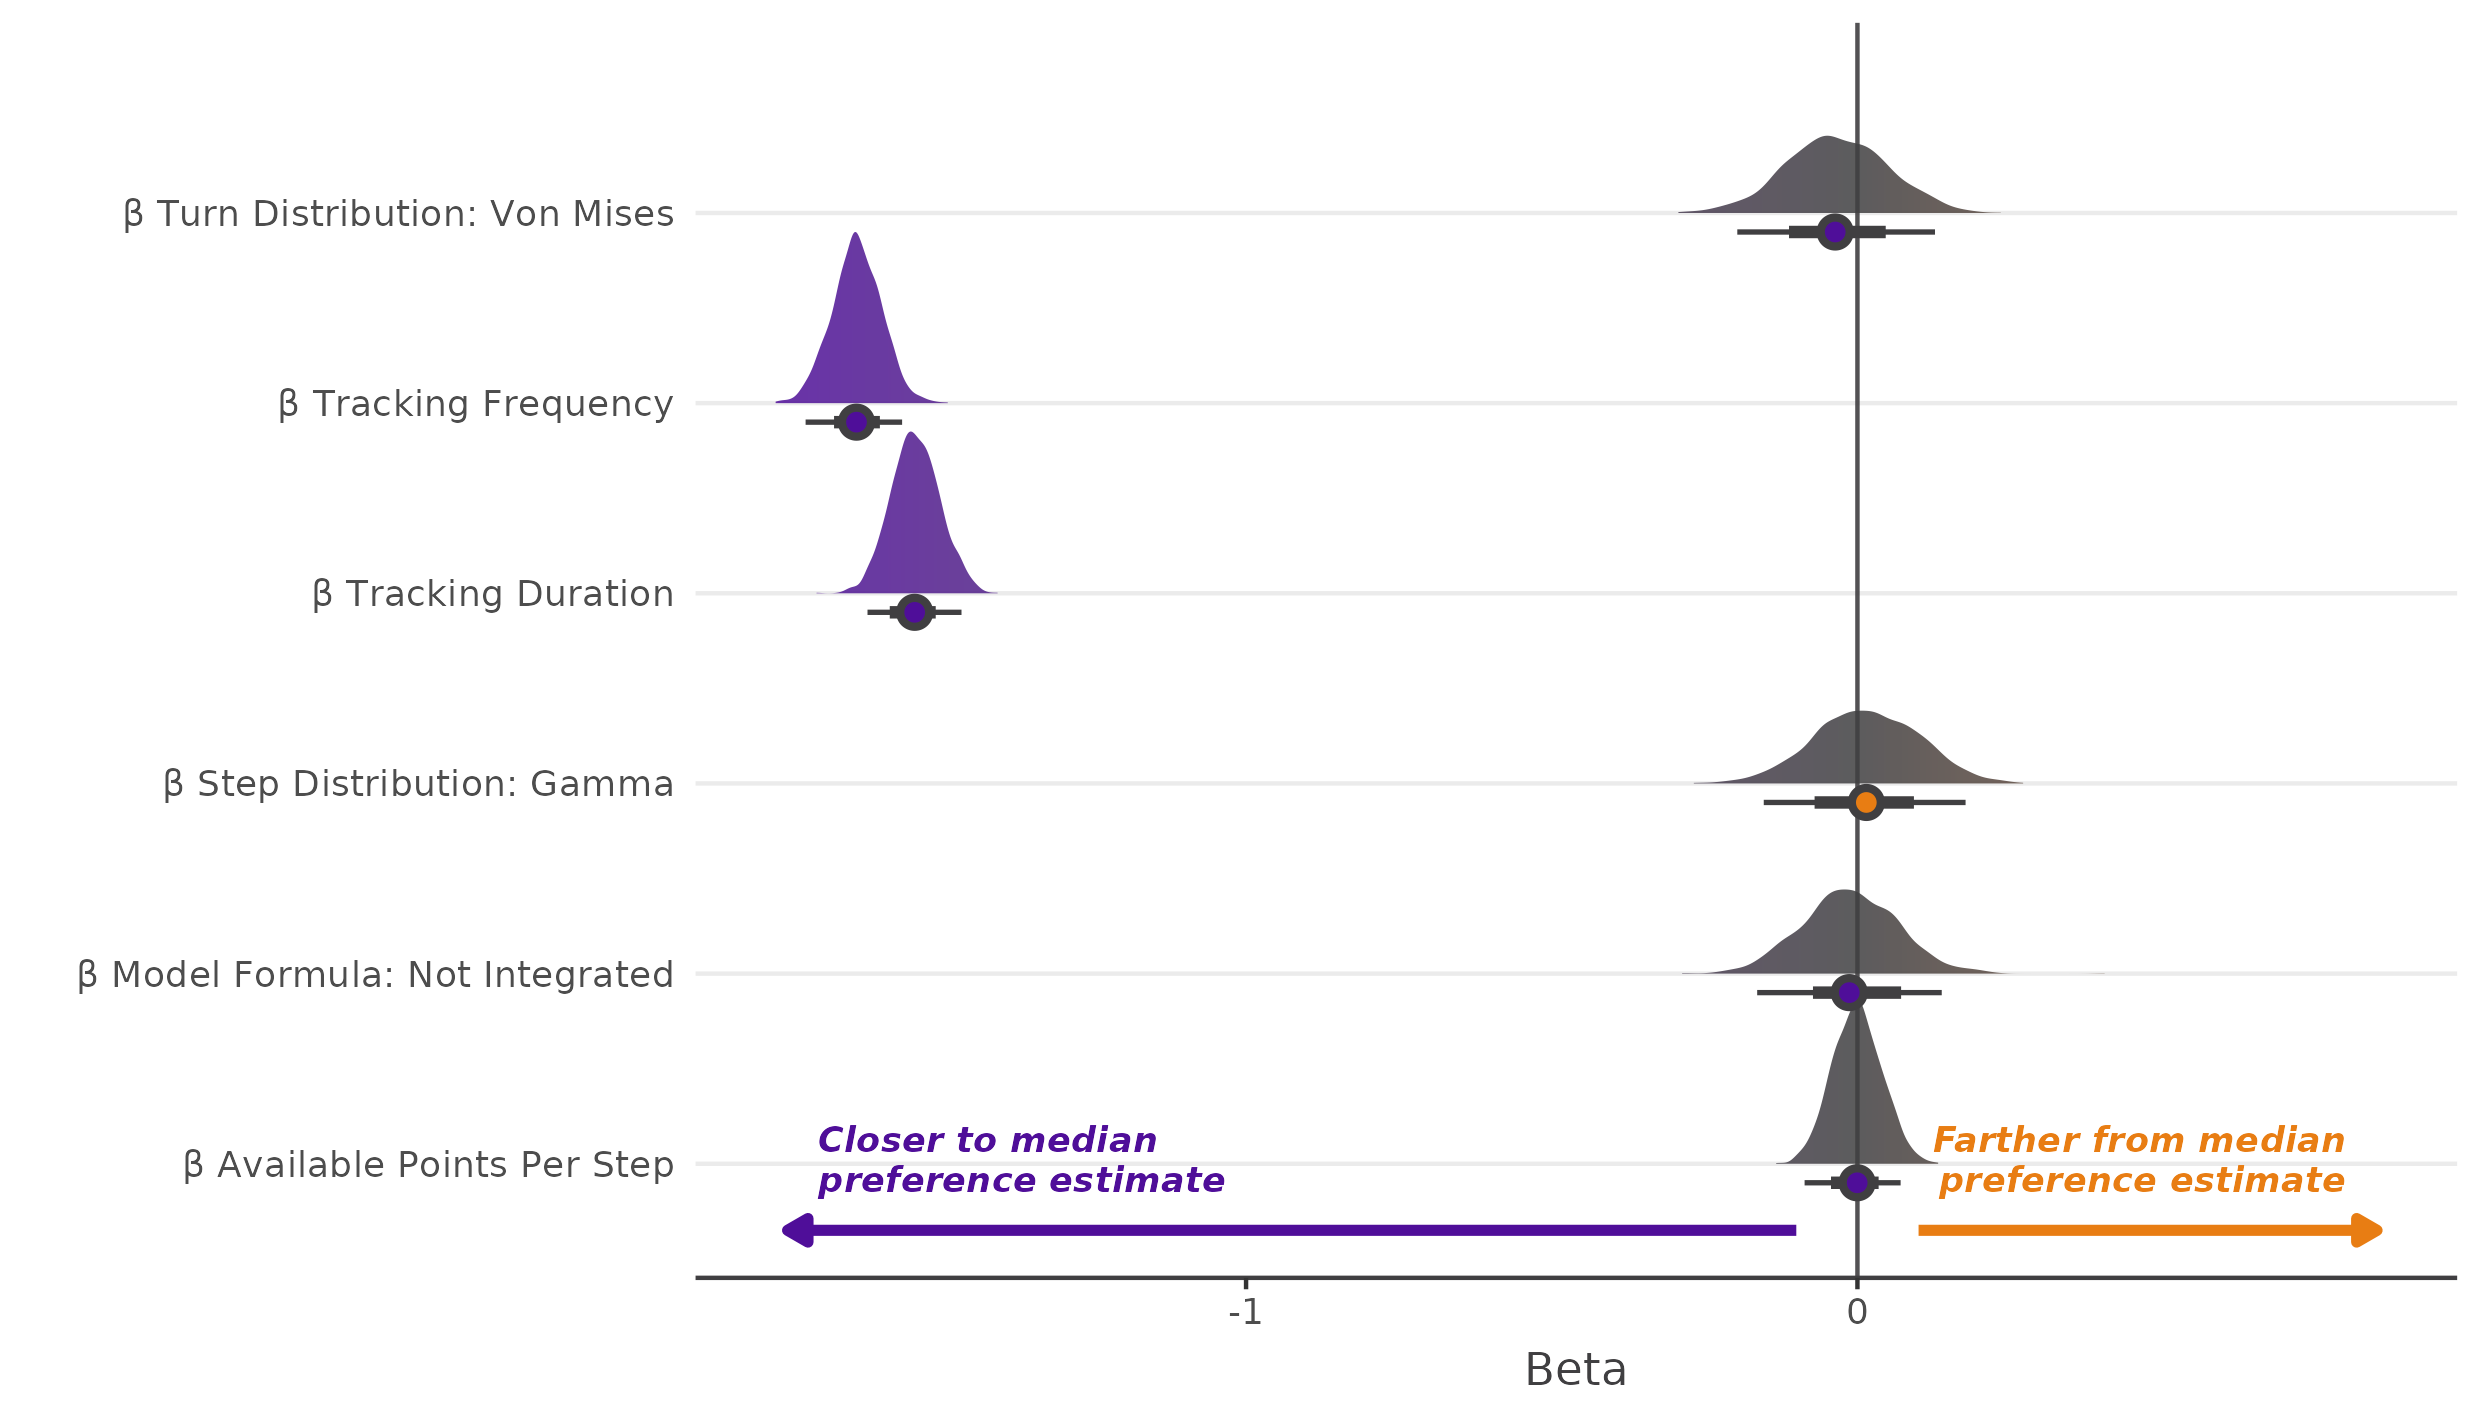 β Turn Distribution: Von Mises
β Tracking Frequency
β Tracking Duration
β Step Distribution: Gamma
β Model Formula: Not Integrated
β Available Points Per Step
Closer to median
preference estimate
Farther from median
preference estimate
-1
0
Beta